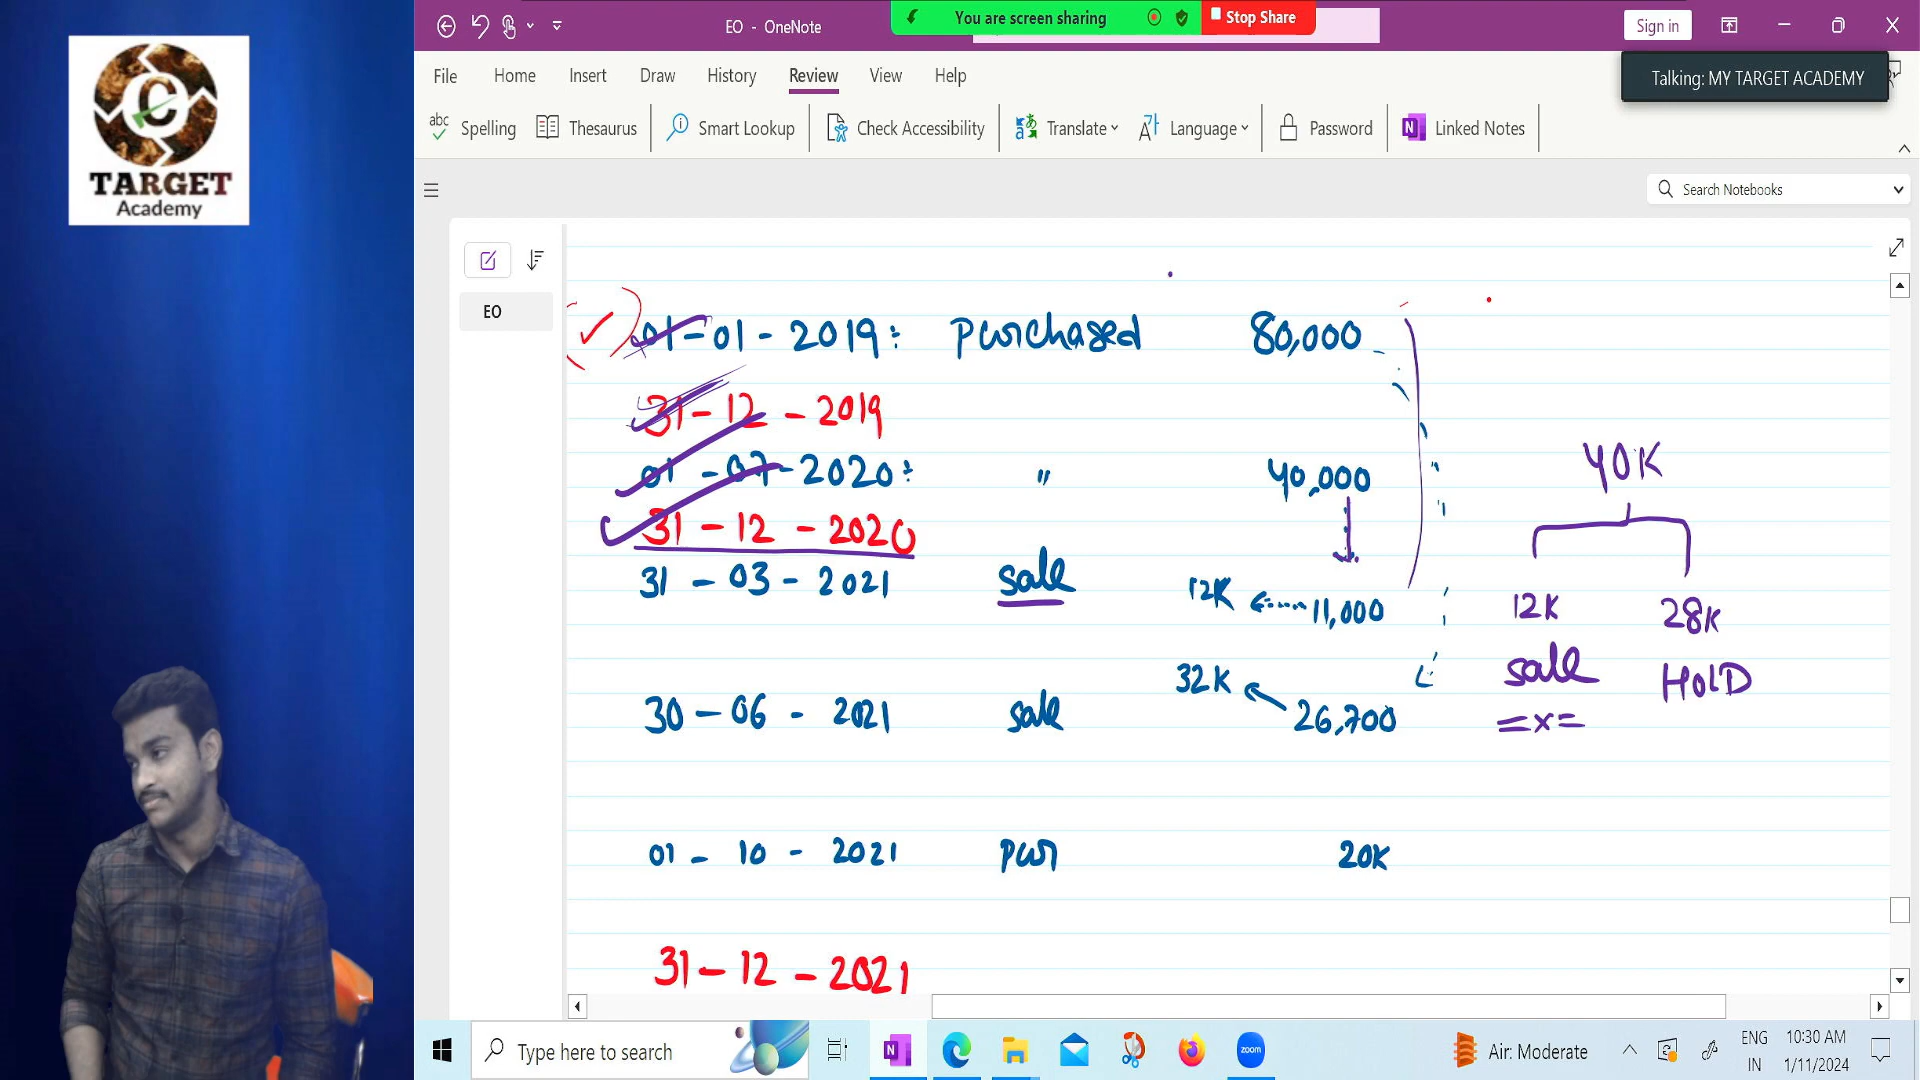 TARGET
Academy
EO - OneNote
You are screen sharing
Stop Share
Sign in
Talking: MY TARGET ACADEMY
File Home Insert Draw History Review View Help
abc Spelling Thesaurus Smart Lookup Check Accessibility Translate Language Password Linked Notes
Search Notebooks
EO
01-01-2019: purchased 80,000
31-12-2019
01-07-2020: " 40,000
31-12-2020
31-03-2021 sale 12K 11,000
30-06-2021 sale 32K 26,700
01-10-2021 pur 20K
31-12-2021
40K
12K 28K
sale HOLD
=x=
Type here to search
zoom
Air: Moderate
ENG
IN
10:30 AM
1/11/2024